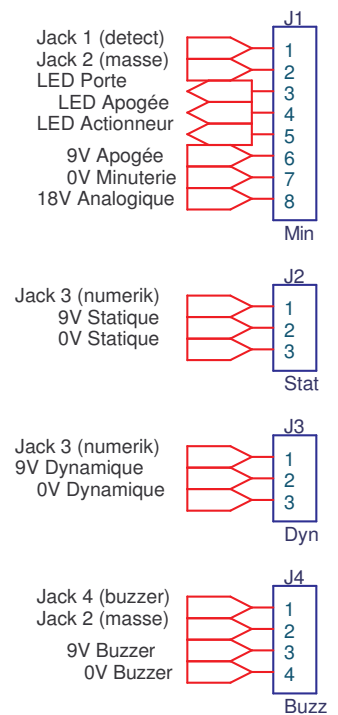 J1
Jack 1 (detect) 1
Jack 2 (masse) 2
LED Porte 3
LED Apogée 4
LED Actionneur 5
9V Apogée 6
0V Minuterie 7
18V Analogique 8
Min
J2
Jack 3 (numerik) 1
9V Statique 2
0V Statique 3
Stat
J3
Jack 3 (numerik) 1
9V Dynamique 2
0V Dynamique 3
Dyn
J4
Jack 4 (buzzer) 1
Jack 2 (masse) 2
9V Buzzer 3
0V Buzzer 4
Buzz